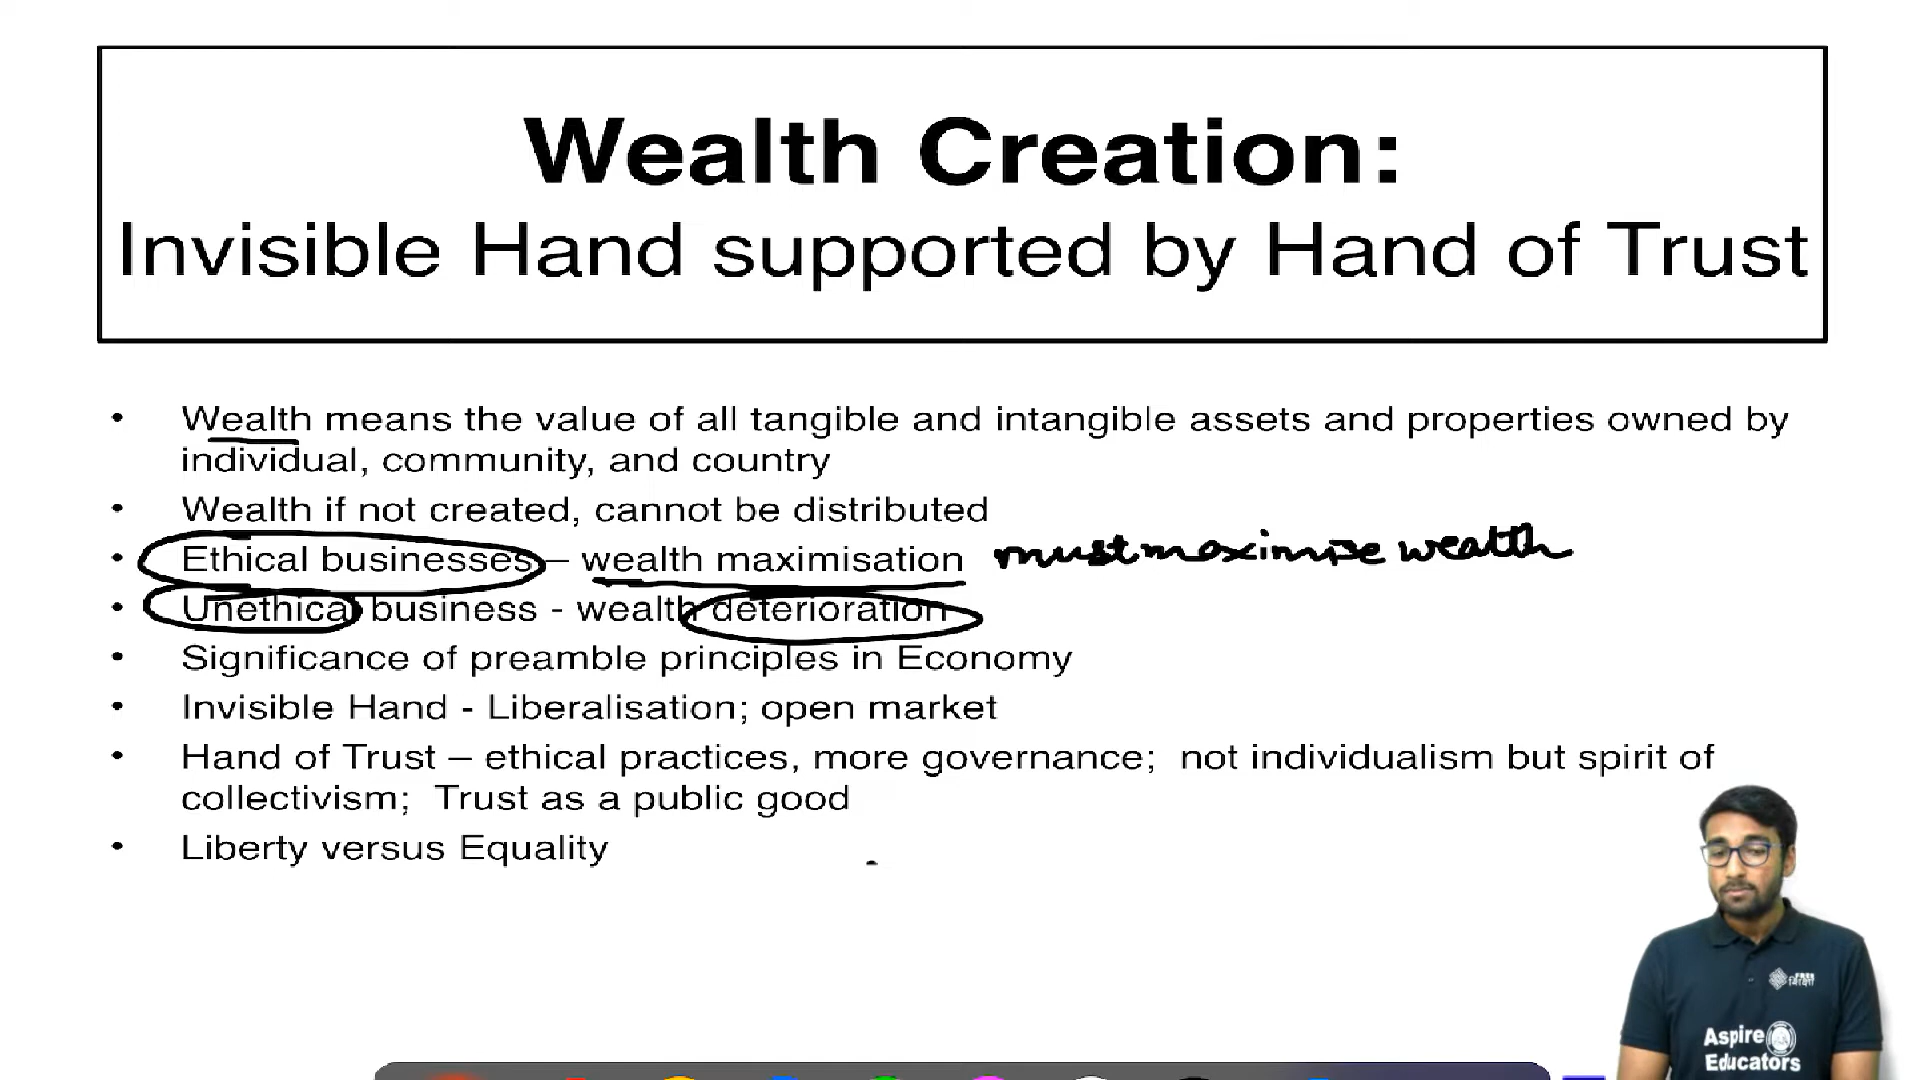 Wealth Creation:
Invisible Hand supported by Hand of Trust
• Wealth means the value of all tangible and intangible assets and properties owned by
individual, community, and country
• Wealth if not created, cannot be distributed
• Ethical businesses – wealth maximisation must maximise wealth
• Unethical business - wealth deterioration
• Significance of preamble principles in Economy
• Invisible Hand - Liberalisation; open market
• Hand of Trust – ethical practices, more governance; not individualism but spirit of
collectivism; Trust as a public good
• Liberty versus Equality
FREE
Aspire
Educators